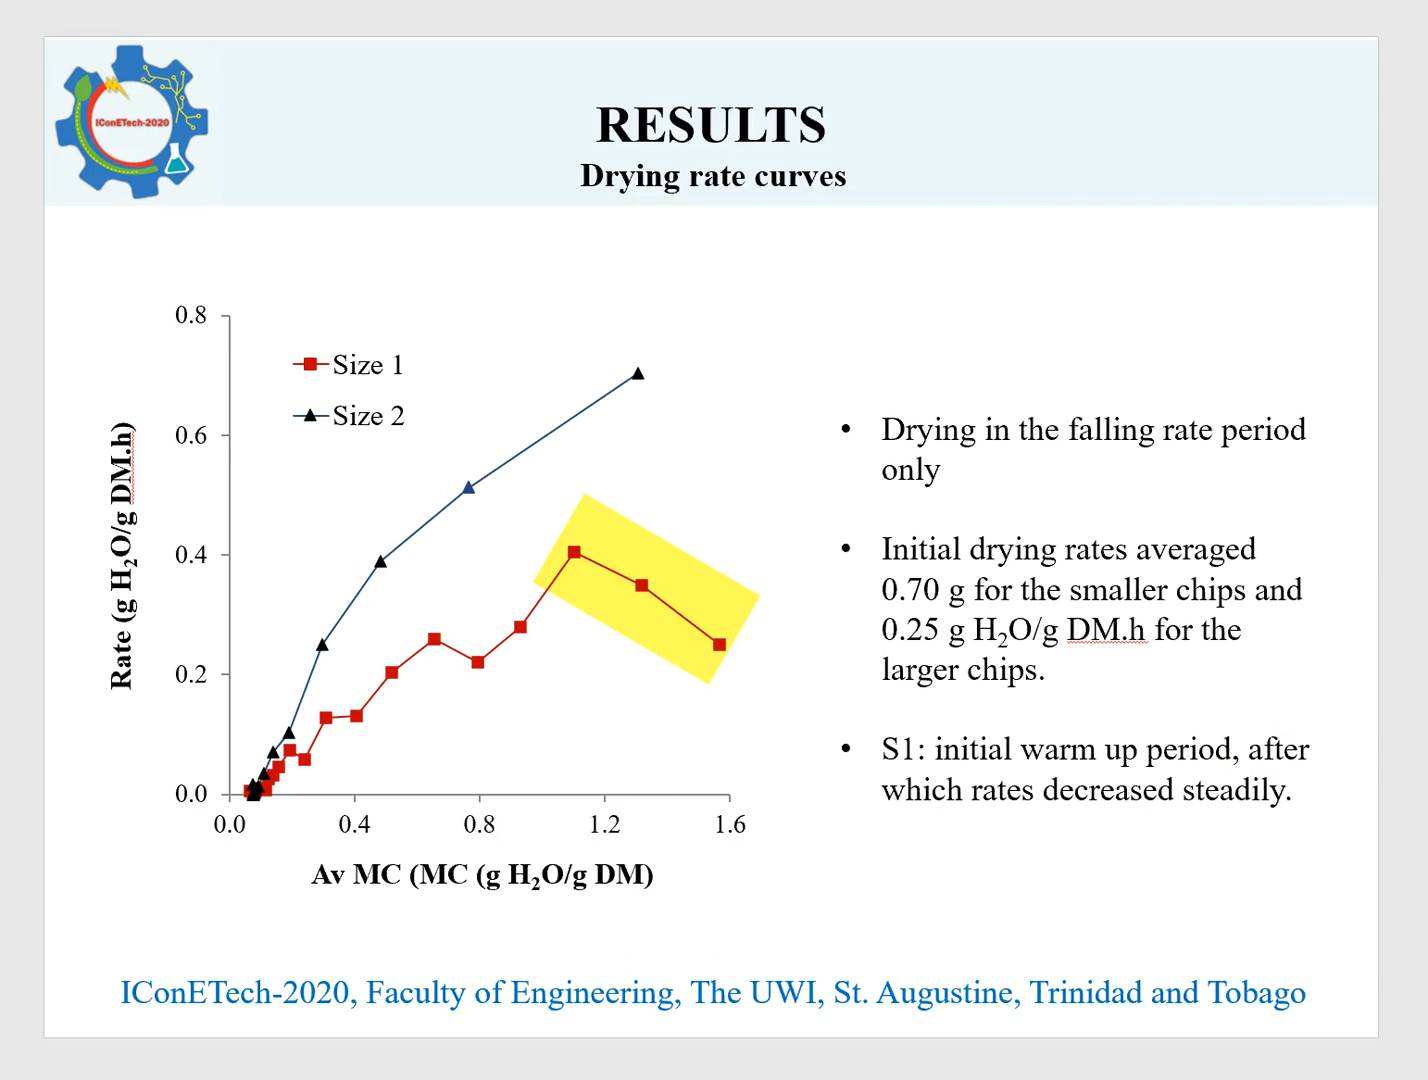 IConETech-2020
RESULTS
Drying rate curves
0.8
0.6
0.4
0.2
0.0
Size 1
Size 2
Rate (g H₂O/g DM.h)
0.0 0.4 0.8 1.2 1.6
Av MC (MC (g H₂O/g DM)
• Drying in the falling rate period
only
• Initial drying rates averaged
0.70 g for the smaller chips and
0.25 g H₂O/g DM.h for the
larger chips.
• S1: initial warm up period, after
which rates decreased steadily.
IConETech-2020, Faculty of Engineering, The UWI, St. Augustine, Trinidad and Tobago